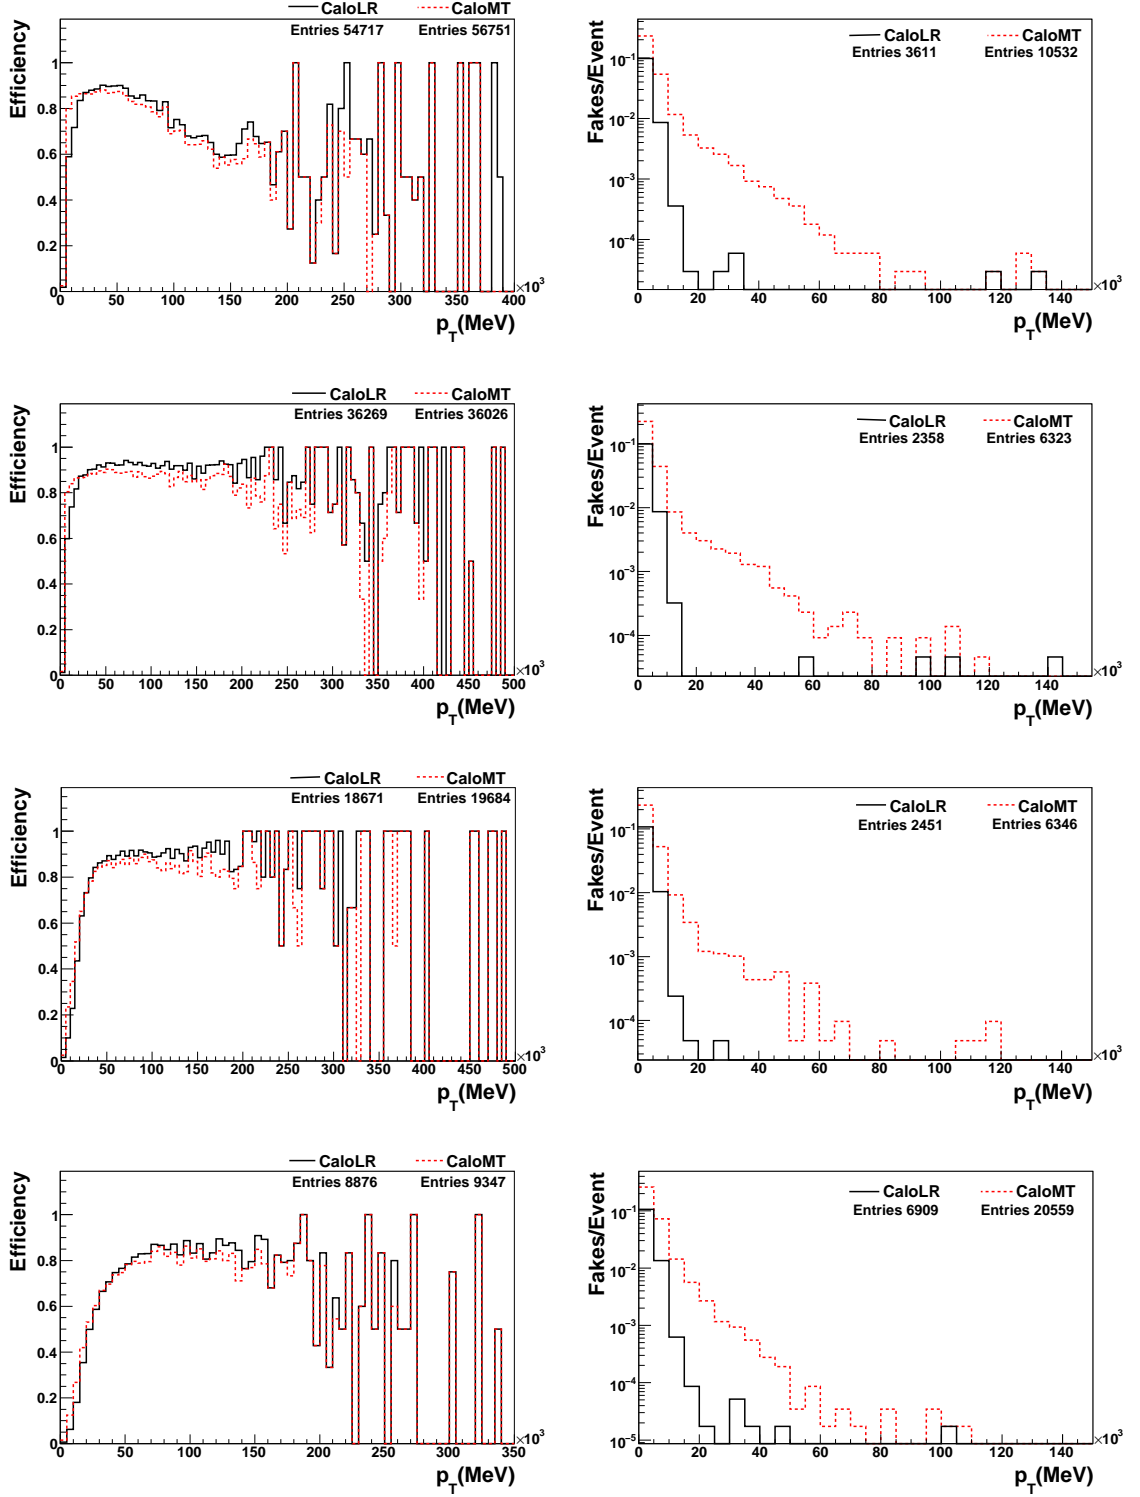 CaloLR CaloMT
Entries 54717 Entries 56751
Efficiency
1
0.8
0.6
0.4
0.2
0
0 50 100 150 200 250 300 350 400
×10³
p_T(MeV)
CaloLR CaloMT
Entries 3611 Entries 10532
Fakes/Event
10⁻¹
10⁻²
10⁻³
10⁻⁴
20 40 60 80 100 120 140
×10³
p_T(MeV)
CaloLR CaloMT
Entries 36269 Entries 36026
Efficiency
1
0.8
0.6
0.4
0.2
0
0 50 100 150 200 250 300 350 400 450 500
×10³
p_T(MeV)
CaloLR CaloMT
Entries 2358 Entries 6323
Fakes/Event
10⁻¹
10⁻²
10⁻³
10⁻⁴
0 20 40 60 80 100 120 140
×10³
p_T(MeV)
CaloLR CaloMT
Entries 18671 Entries 19684
Efficiency
1
0.8
0.6
0.4
0.2
0
0 50 100 150 200 250 300 350 400 450 500
×10³
p_T(MeV)
CaloLR CaloMT
Entries 2451 Entries 6346
Fakes/Event
10⁻¹
10⁻²
10⁻³
10⁻⁴
0 20 40 60 80 100 120 140
×10³
p_T(MeV)
CaloLR CaloMT
Entries 8876 Entries 9347
Efficiency
1
0.8
0.6
0.4
0.2
0
0 50 100 150 200 250 300 350
×10³
p_T(MeV)
CaloLR CaloMT
Entries 6909 Entries 20559
Fakes/Event
10⁻¹
10⁻²
10⁻³
10⁻⁴
10⁻⁵
0 20 40 60 80 100 120 140
×10³
p_T(MeV)